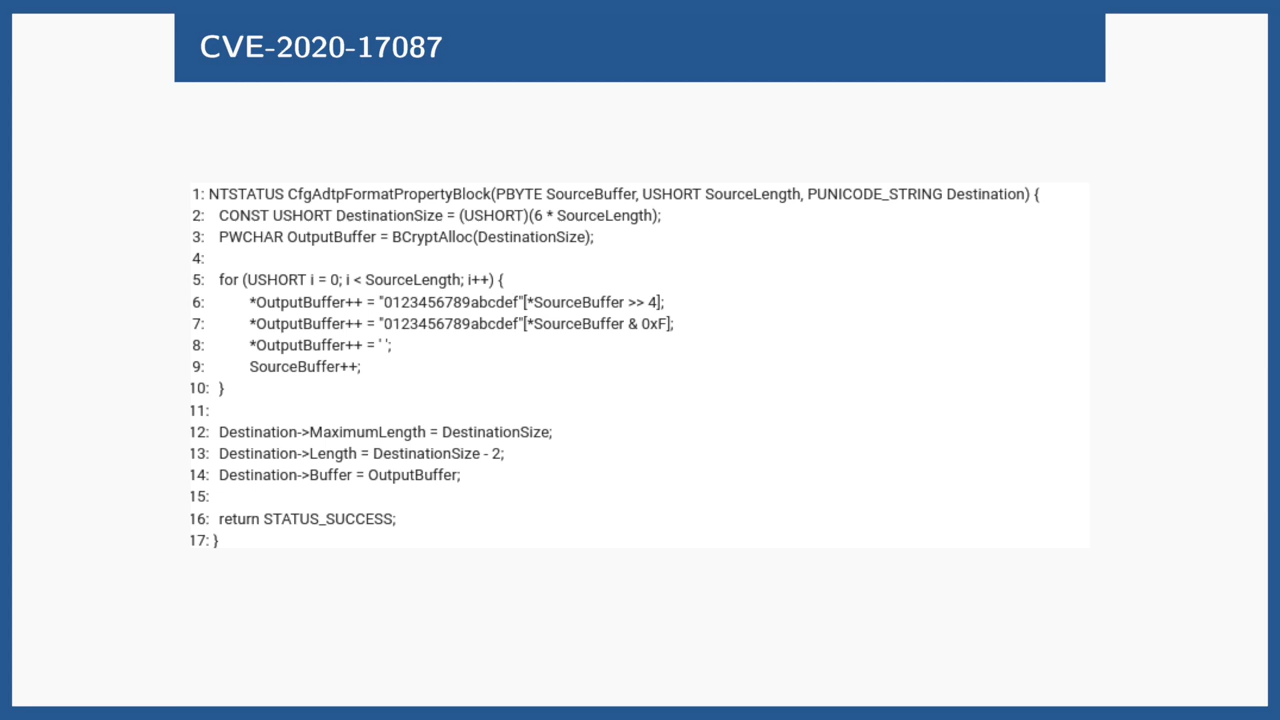 CVE-2020-17087
1: NTSTATUS CfgAdtpFormatPropertyBlock(PBYTE SourceBuffer, USHORT SourceLength, PUNICODE_STRING Destination) {
2: CONST USHORT DestinationSize = (USHORT)(6 * SourceLength);
3: PWCHAR OutputBuffer = BCryptAlloc(DestinationSize);
4:
5: for (USHORT i = 0; i < SourceLength; i++) {
6: *OutputBuffer++ = "0123456789abcdef"[*SourceBuffer >> 4];
7: *OutputBuffer++ = "0123456789abcdef"[*SourceBuffer & 0xF];
8: *OutputBuffer++ = ' ';
9: SourceBuffer++;
10: }
11:
12: Destination->MaximumLength = DestinationSize;
13: Destination->Length = DestinationSize - 2;
14: Destination->Buffer = OutputBuffer;
15:
16: return STATUS_SUCCESS;
17: }